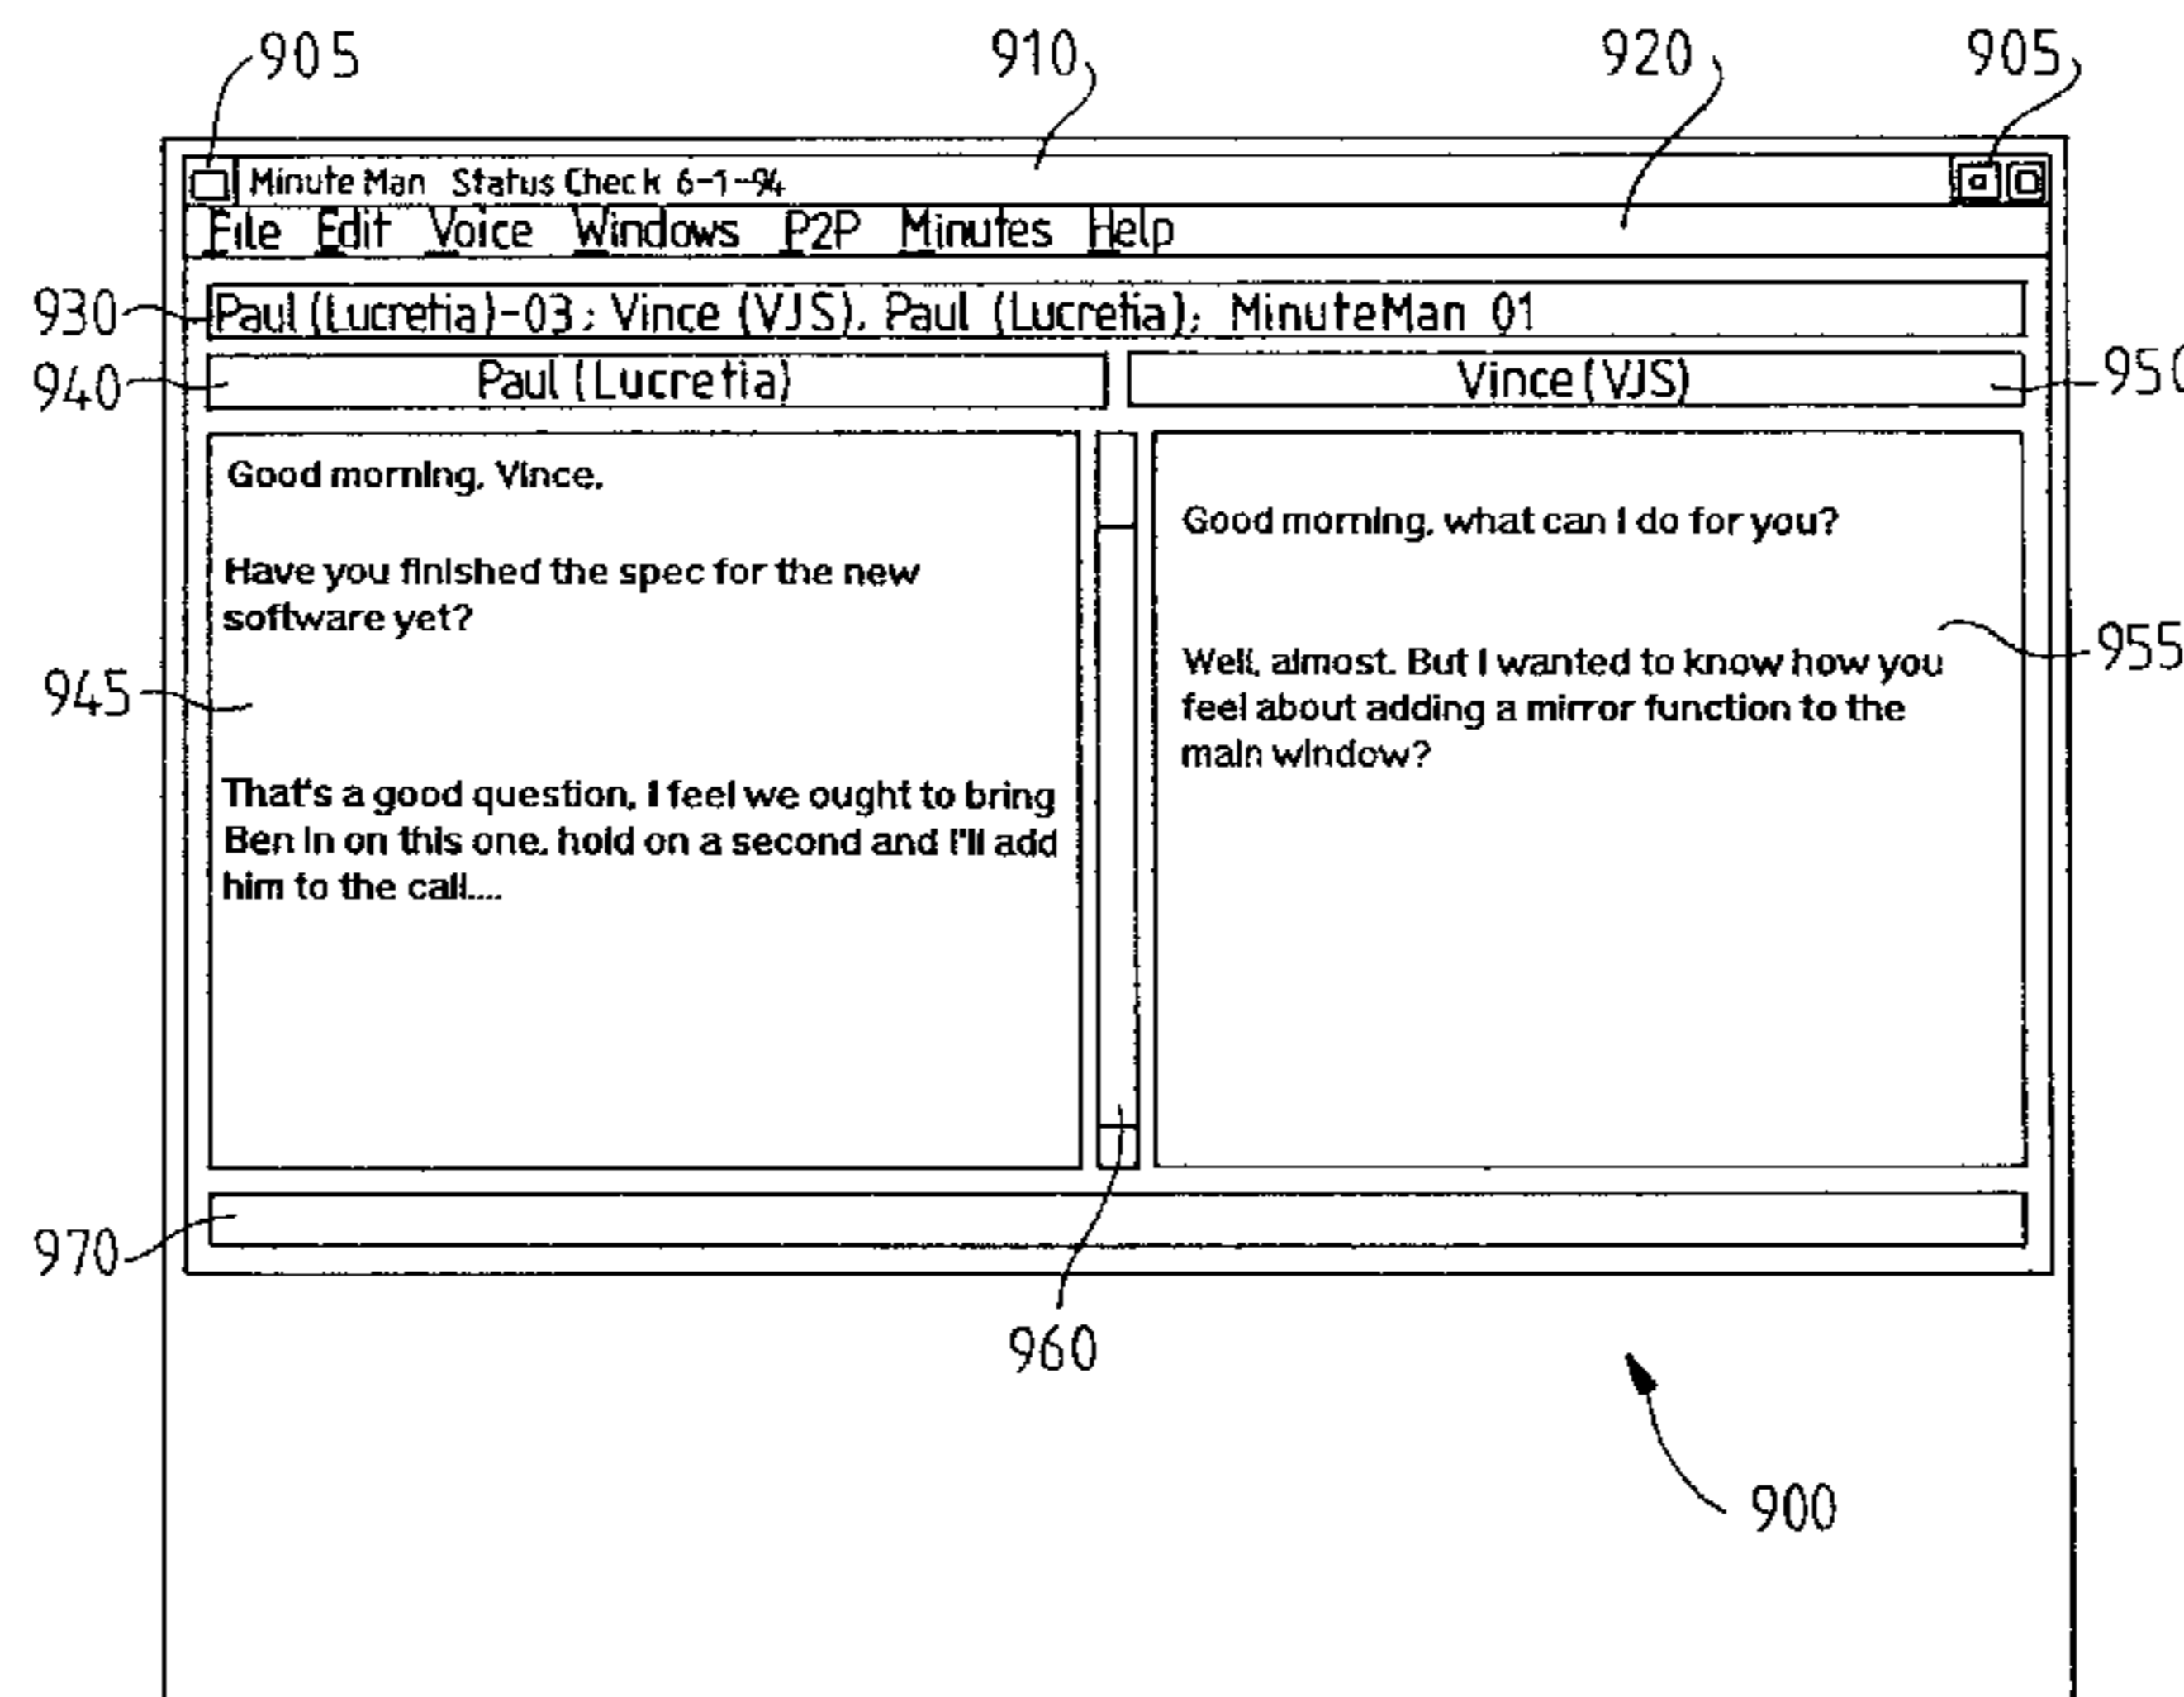 905 910 920 905
Minute Man Status Check 6-1-94
File Edit Voice Windows P2P Minutes Help
930 Paul (Lucretia)-03; Vince (VJS), Paul (Lucretia); MinuteMan 01
940 Paul (Lucretia) Vince (VJS) 950
Good morning, Vince,
Have you finished the spec for the new
software yet?
945
That's a good question, I feel we ought to bring
Ben in on this one, hold on a second and I'll add
him to the call....
Good morning, what can I do for you?
955
Well, almost. But I wanted to know how you
feel about adding a mirror function to the
main window?
970
960
900